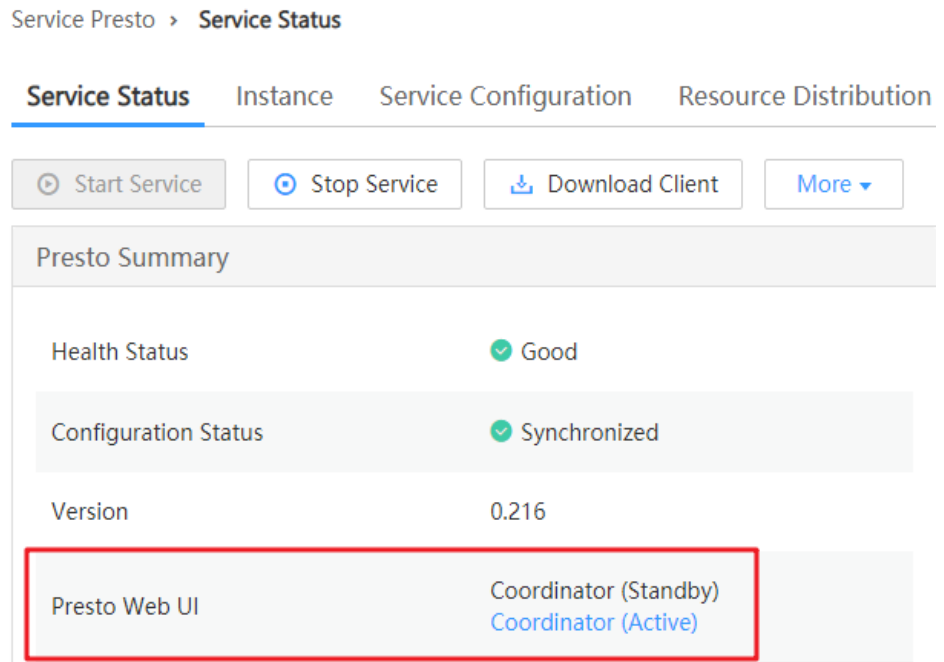 Service Presto › Service Status
Service Status Instance Service Configuration Resource Distribution
Start Service Stop Service Download Client More
Presto Summary
Health Status Good
Configuration Status Synchronized
Version 0.216
Presto Web UI Coordinator (Standby)
Coordinator (Active)